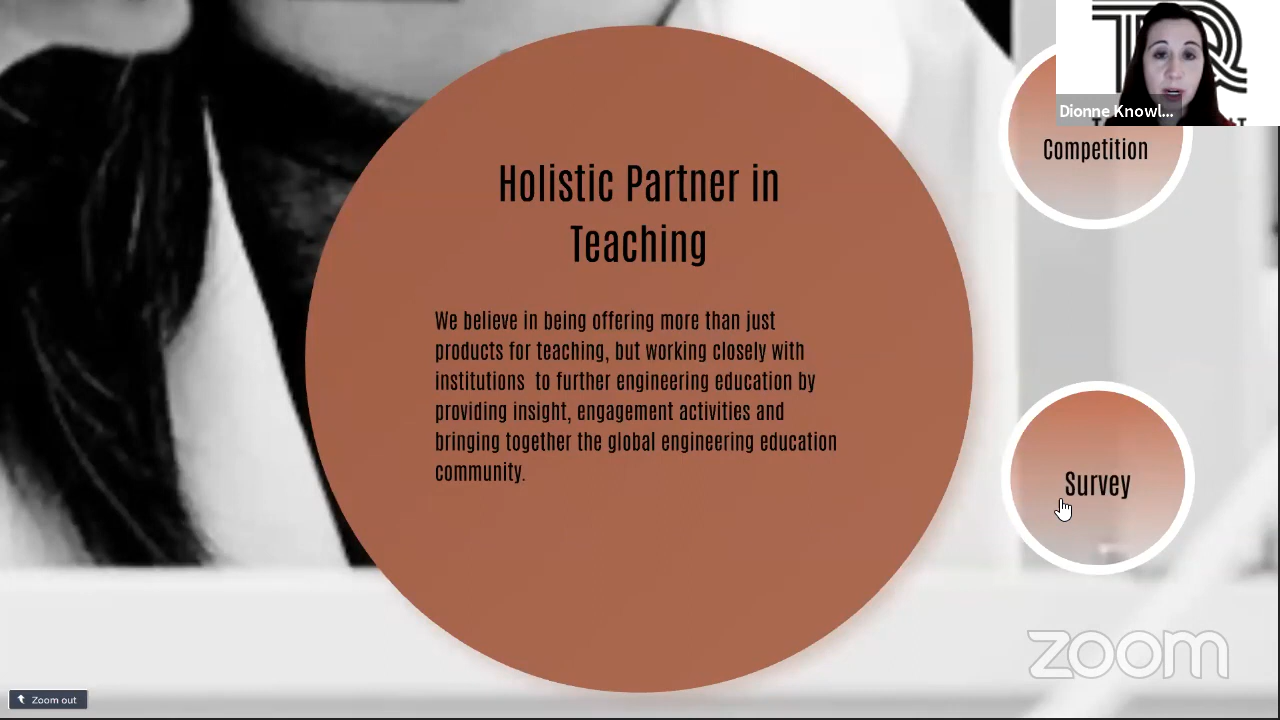 TQ
Dionne Knowl...
Competition
Holistic Partner in
Teaching
We believe in being offering more than just
products for teaching, but working closely with
institutions  to further engineering education by
providing insight, engagement activities and
bringing together the global engineering education
community.
Survey
zoom
Zoom out